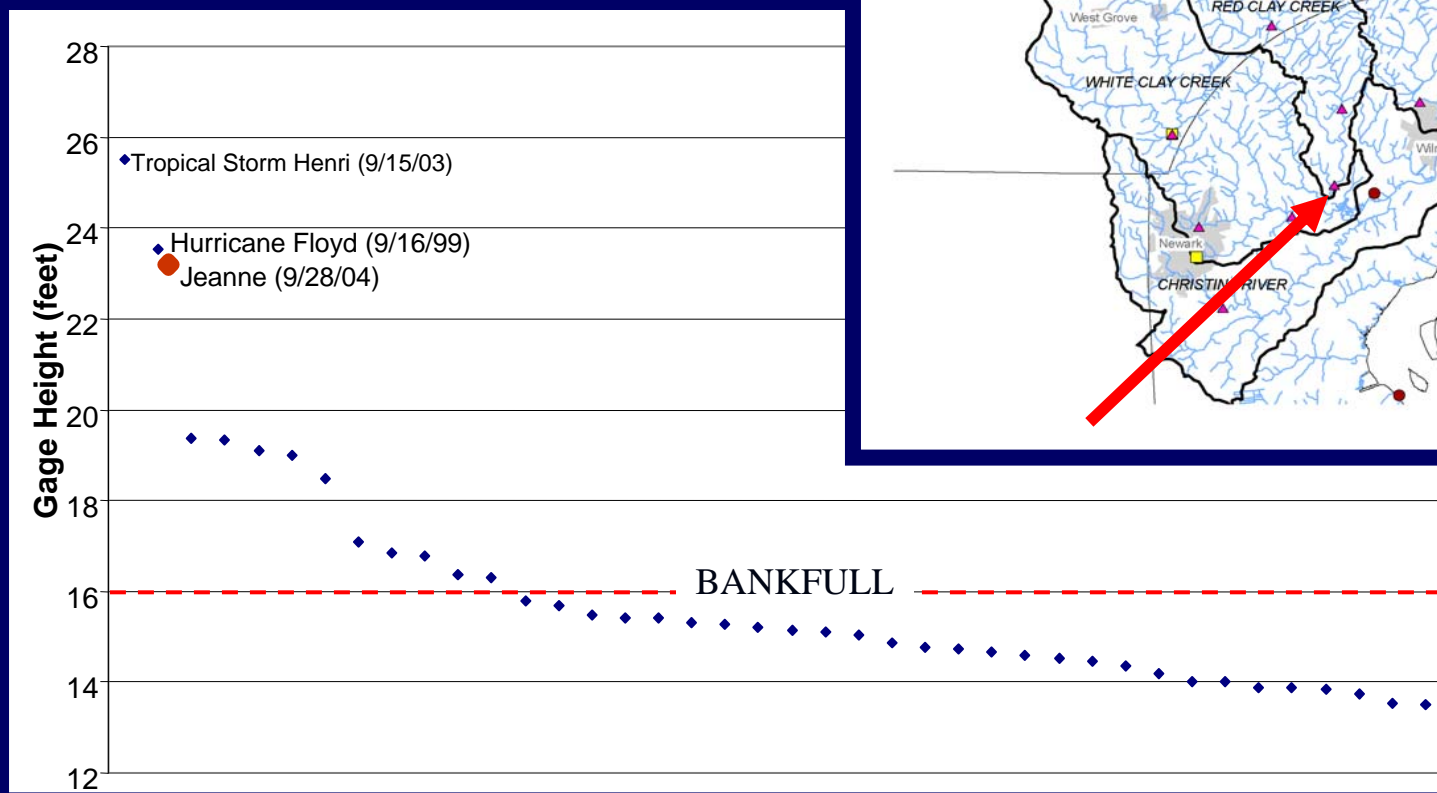 28
26
24
22
20
18
16
14
12
Gage Height (feet)
Tropical Storm Henri (9/15/03)
Hurricane Floyd (9/16/99)
Jeanne (9/28/04)
BANKFULL
RED CLAY CREEK
West Grove
WHITE CLAY CREEK
Wil
Newark
CHRISTIN RIVER